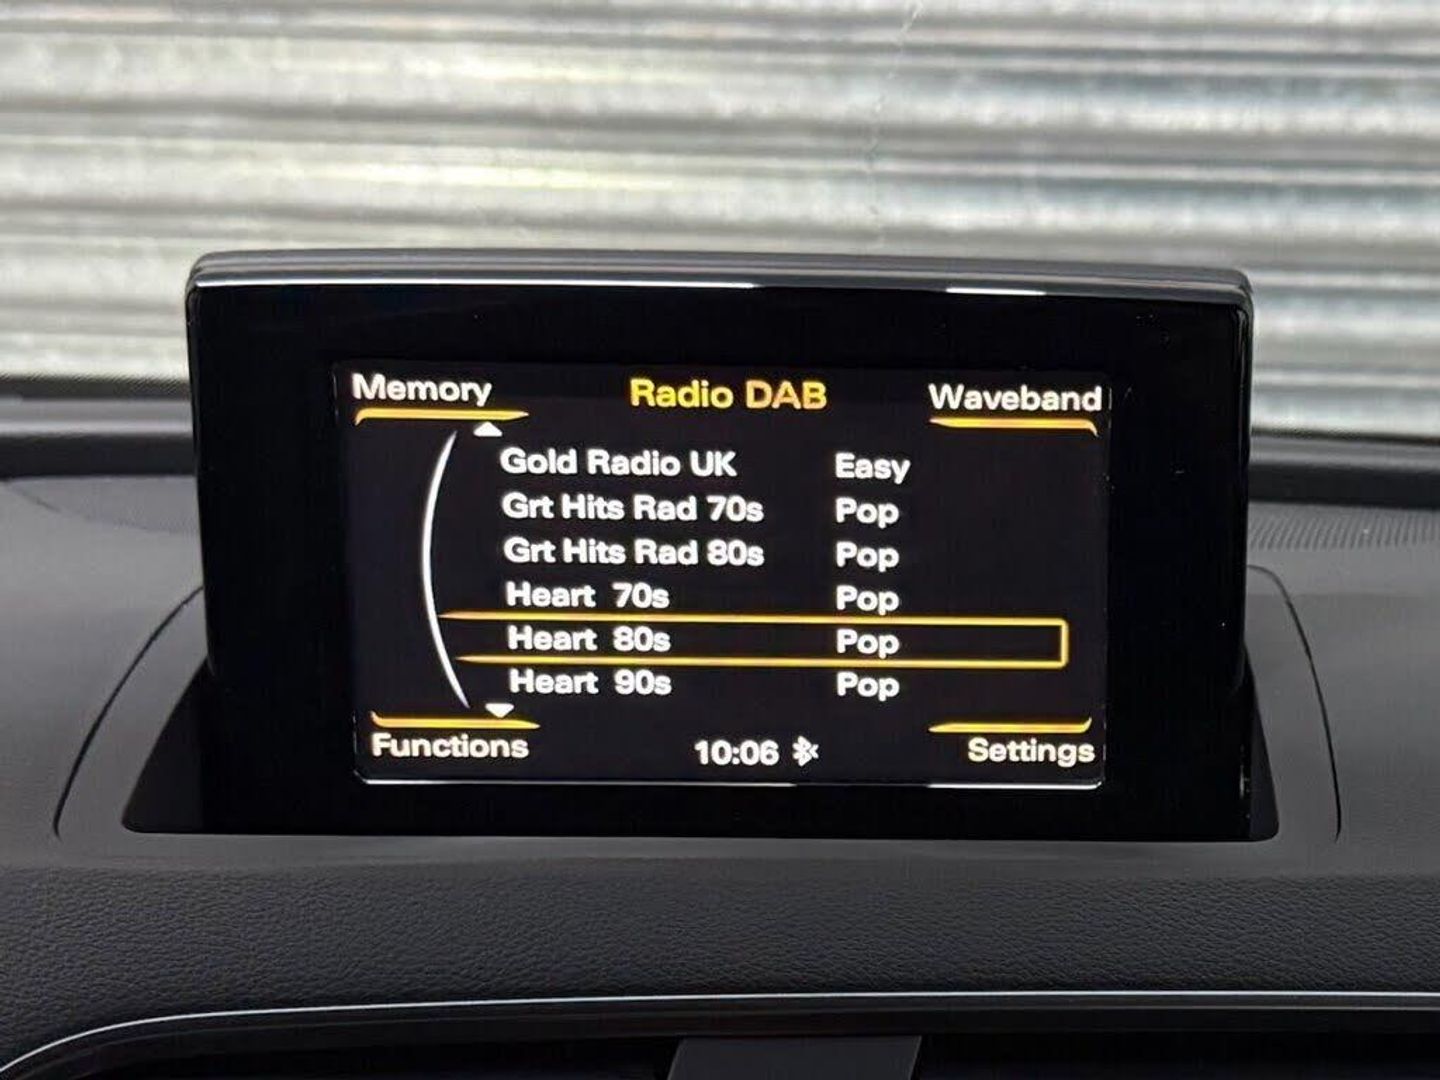 Memory Radio DAB Waveband
Gold Radio UK Easy
Grt Hits Rad 70s Pop
Grt Hits Rad 80s Pop
Heart 70s Pop
Heart 80s Pop
Heart 90s Pop
Functions 10:06 Settings